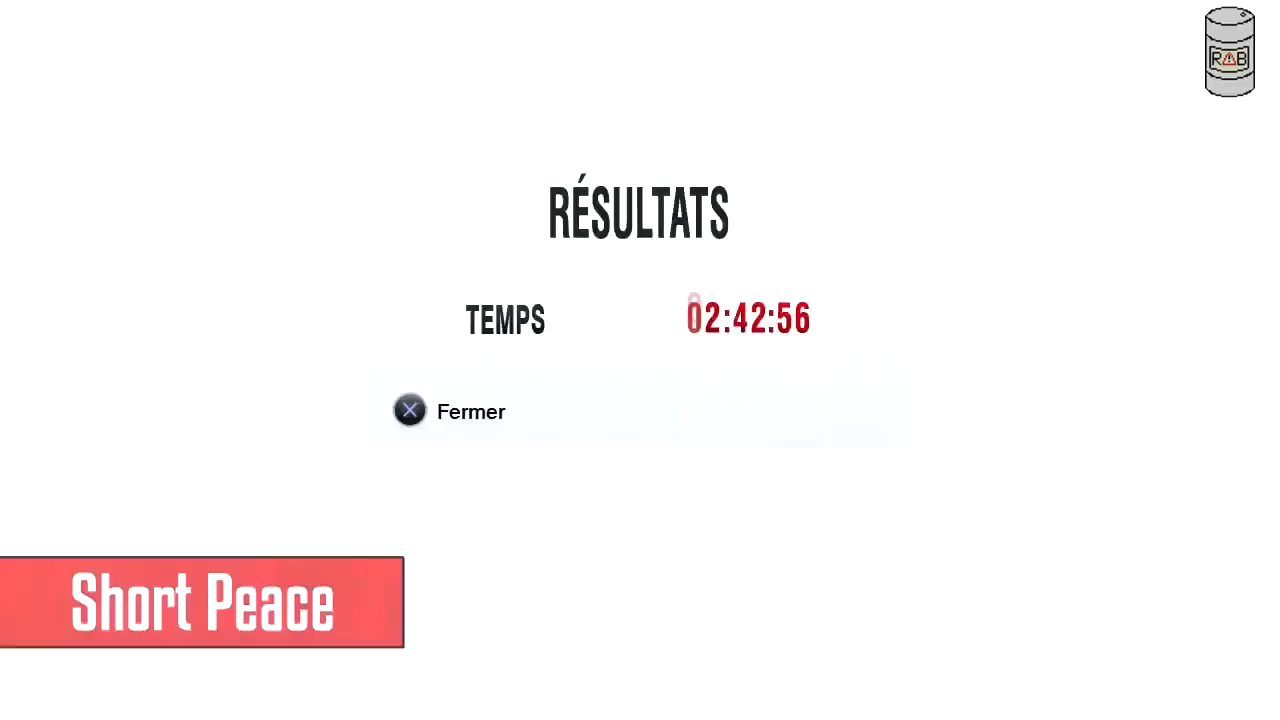 R⚠B
RÉSULTATS
TEMPS 02:42:56
Fermer
Short Peace